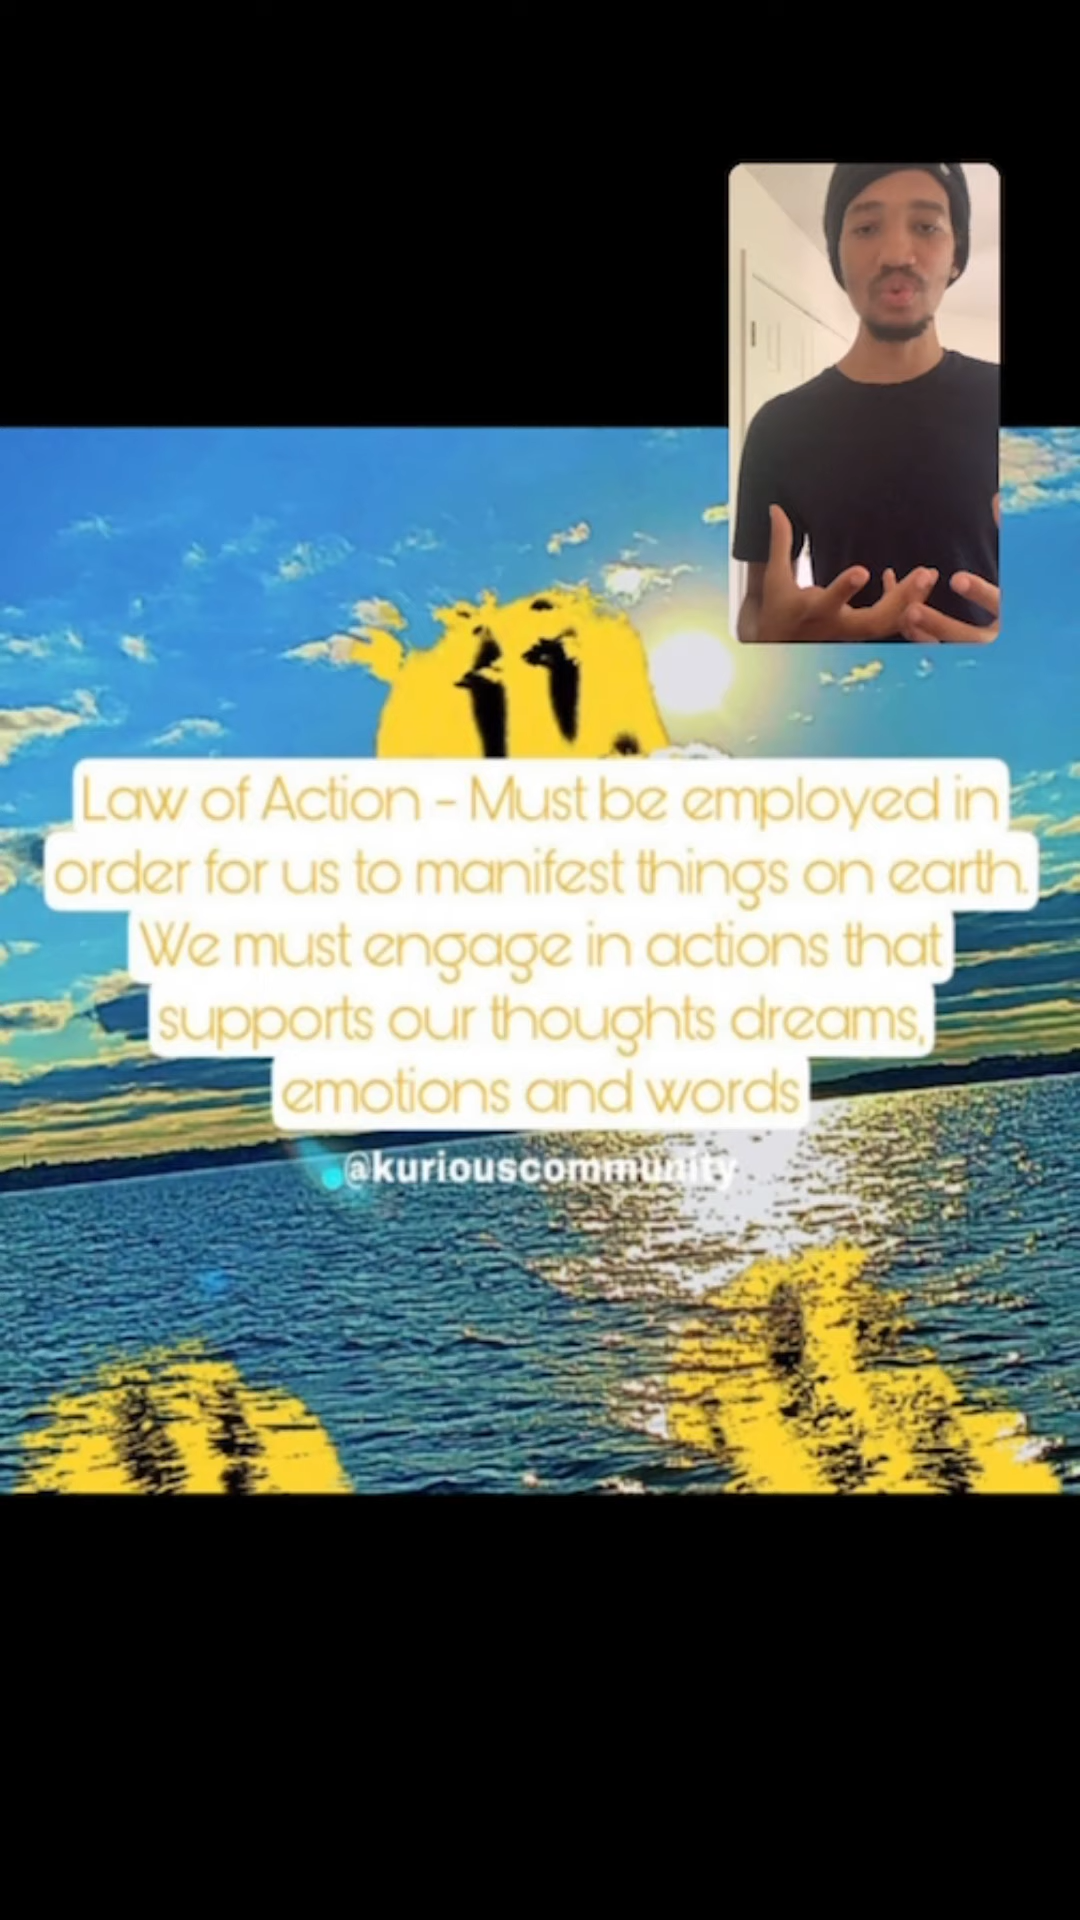 Law of Action - Must be employed in
order for us to manifest things on earth.
We must engage in actions that
supports our thoughts dreams,
emotions and words
@kuriouscommunity